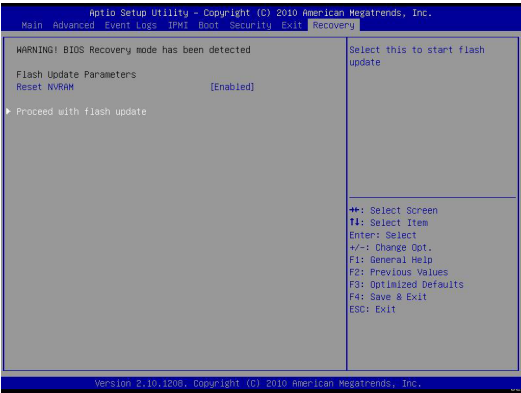 Aptio Setup Utility – Copyright (C) 2010 American Megatrends, Inc.
Main Advanced Event Logs IPMI Boot Security Exit Recovery
WARNING! BIOS Recovery mode has been detected
Flash Update Parameters
Reset NVRAM [Enabled]
► Proceed with flash update
Select this to start flash
update
→←: Select Screen
↑↓: Select Item
Enter: Select
+/-: Change Opt.
F1: General Help
F2: Previous Values
F3: Optimized Defaults
F4: Save & Exit
ESC: Exit
Version 2.10.1208. Copyright (C) 2010 American Megatrends, Inc.